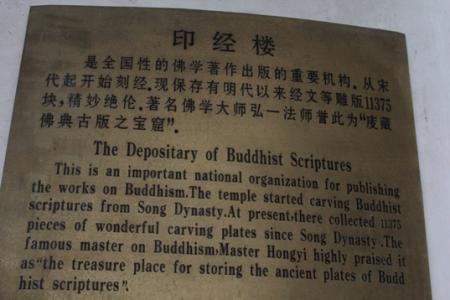 印经楼
是全国性的佛学著作出版的重要机构。从宋
代起开始刻经。现保存有明代以来经文等雕版11375
块，精妙绝伦。著名佛学大师弘一法师誉此为“庋藏
佛典古版之宝窟”。
The Depositary of Buddhist Scriptures
This is an important national organization for publishing
the works on Buddhism.The temple started carving Buddhist
scriptures from Song Dynasty.At present,there collected 11375
pieces of wonderful carving plates since Song Dynasty.The
famous master on Buddhism,Master Hongyi highly praised it
as"the treasure place for storing the ancient plates of Budd
hist scriptures".